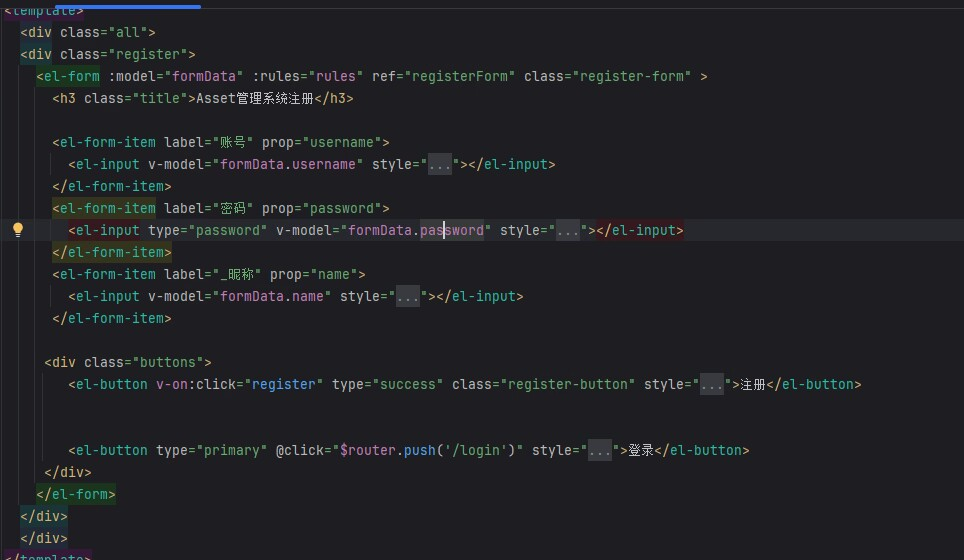 <template>
<div class="all">
<div class="register">
<el-form :model="formData" :rules="rules" ref="registerForm" class="register-form" >
<h3 class="title">Asset管理系统注册</h3>
<el-form-item label="账号" prop="username">
<el-input v-model="formData.username" style="..."></el-input>
</el-form-item>
<el-form-item label="密码" prop="password">
<el-input type="password" v-model="formData.password" style="..."></el-input>
</el-form-item>
<el-form-item label="_昵称" prop="name">
<el-input v-model="formData.name" style="..."></el-input>
</el-form-item>
<div class="buttons">
<el-button v-on:click="register" type="success" class="register-button" style="...">注册</el-button>
<el-button type="primary" @click="$router.push('/login')" style="...">登录</el-button>
</div>
</el-form>
</div>
</div>
</template>